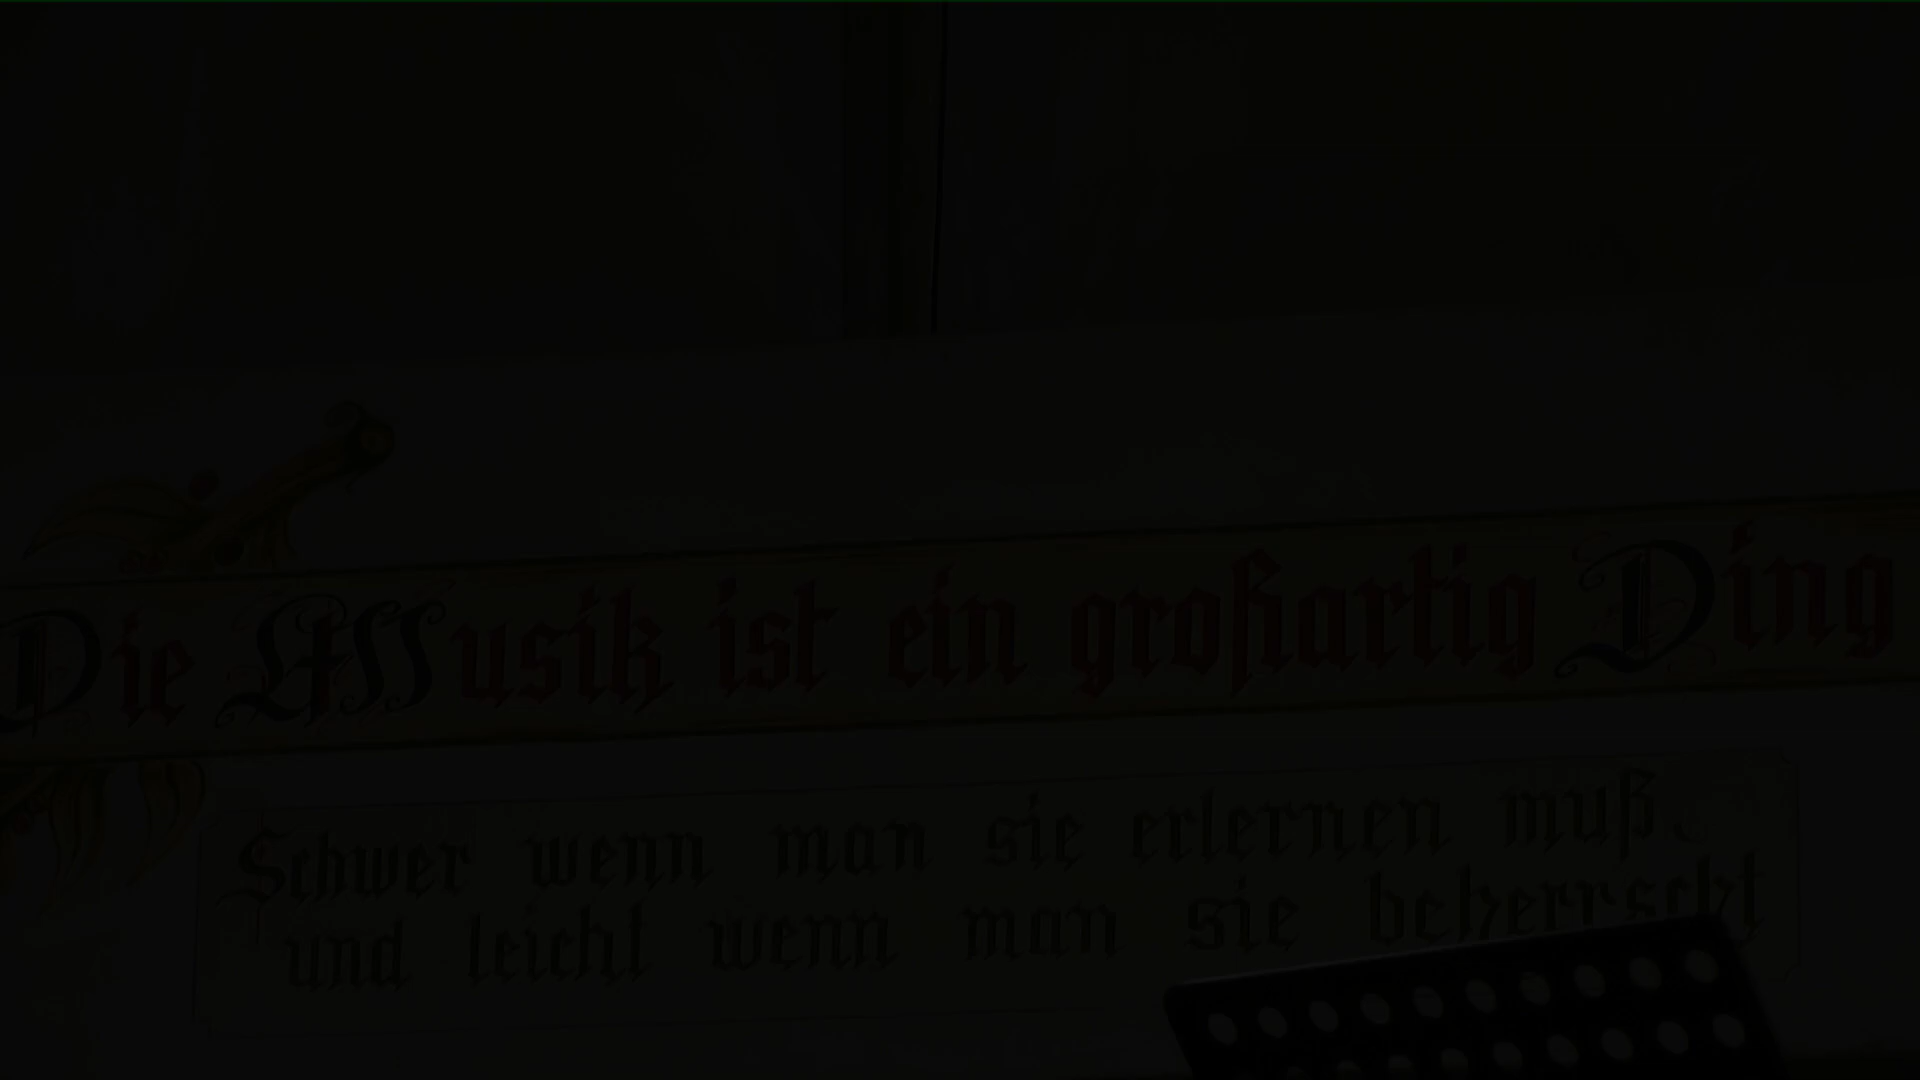 Die Musik ist ein großartig Ding
Schwer wenn man sie erlernen muß
und leicht wenn man sie beherrscht